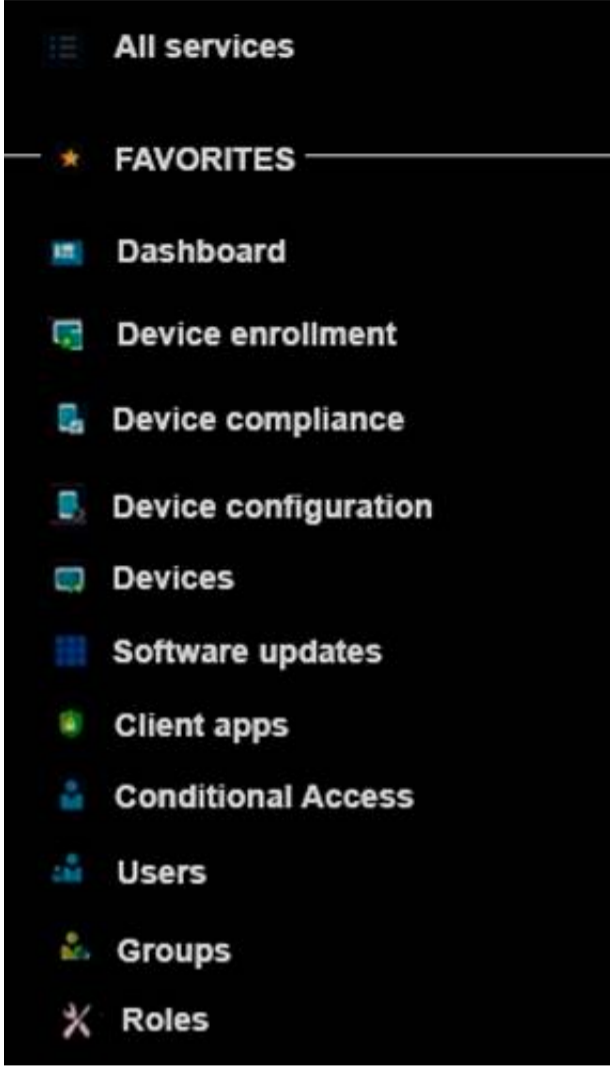 All services
FAVORITES
Dashboard
Device enrollment
Device compliance
Device configuration
Devices
Software updates
Client apps
Conditional Access
Users
Groups
Roles